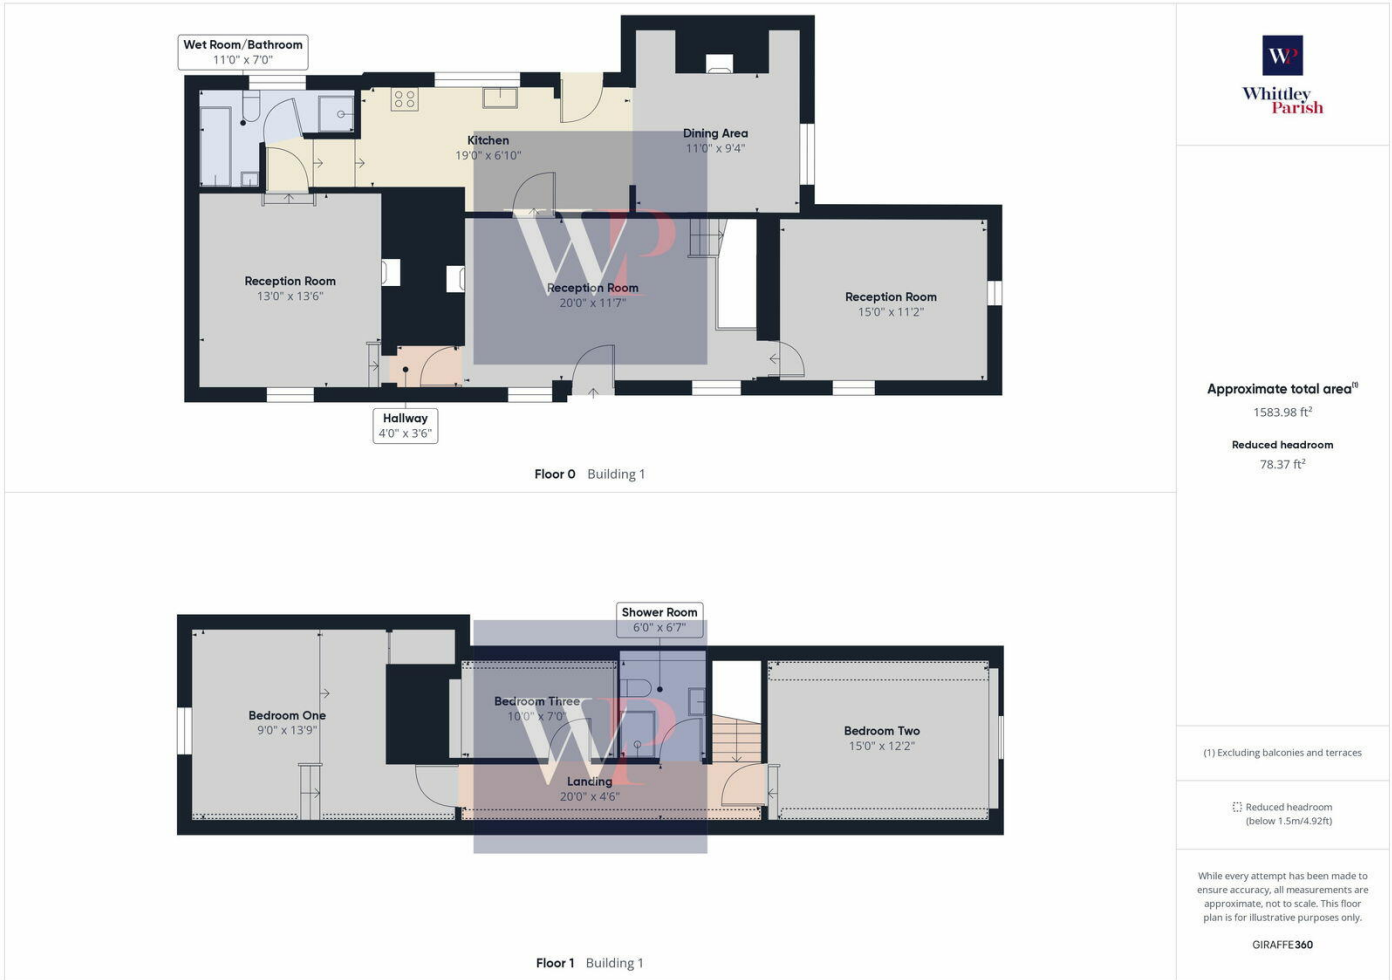 Wet Room/Bathroom
11'0" x 7'0"
Kitchen
19'0" x 6'10"
Dining Area
11'0" x 9'4"
Reception Room
13'0" x 13'6"
Reception Room
20'0" x 11'7"
Reception Room
15'0" x 11'2"
Hallway
4'0" x 3'6"
WP
Floor 0 Building 1
Shower Room
6'0" x 6'7"
Bedroom One
9'0" x 13'9"
Bedroom Three
10'0" x 7'0"
Bedroom Two
15'0" x 12'2"
Landing
20'0" x 4'6"
WP
Floor 1 Building 1
WP
Whittley
Parish
Approximate total area(1)
1583.98 ft²
Reduced headroom
78.37 ft²
(1) Excluding balconies and terraces
Reduced headroom
(below 1.5m/4.92ft)
While every attempt has been made to
ensure accuracy, all measurements are
approximate, not to scale. This floor
plan is for illustrative purposes only.
GIRAFFE360